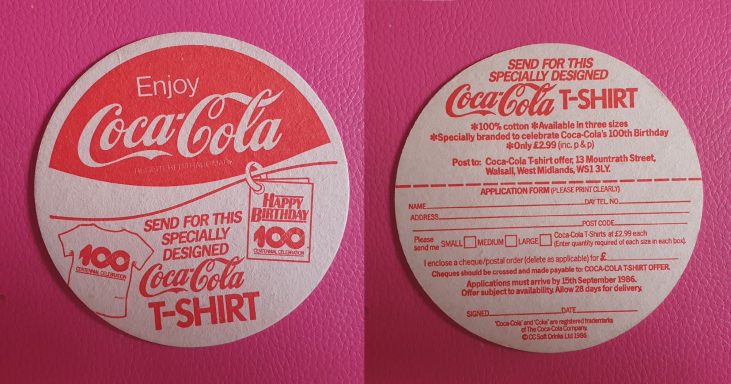 Enjoy
Coca-Cola
HAPPY
BIRTHDAY
100
CENTENNIAL CELEBRATION
SEND FOR THIS
SPECIALLY
DESIGNED
Coca-Cola
T-SHIRT
100
CENTENNIAL CELEBRATION
SEND FOR THIS
SPECIALLY DESIGNED
Coca-Cola T-SHIRT
*100% cotton *Available in three sizes
*Specially branded to celebrate Coca-Cola's 100th Birthday
*Only £2.99 (inc. p & p)
Post to: Coca-Cola T-shirt offer, 13 Mountrath Street,
Walsall, West Midlands, WS1 3LY.
APPLICATION FORM (PLEASE PRINT CLEARLY)
NAME DAY TEL NO.
ADDRESS
POST CODE
Please send me SMALL MEDIUM LARGE Coca-Cola T-Shirts at £2.99 each
(Enter quantity required of each size in each box).
I enclose a cheque/postal order (delete as applicable) for £
Cheques should be crossed and made payable to: COCA-COLA T-SHIRT OFFER.
Applications must arrive by 15th September 1986.
Offer subject to availability. Allow 28 days for delivery.
SIGNED DATE
'Coca-Cola' and 'Coke' are registered trademarks
of The Coca-Cola Company.
© CC Soft Drinks Ltd 1986